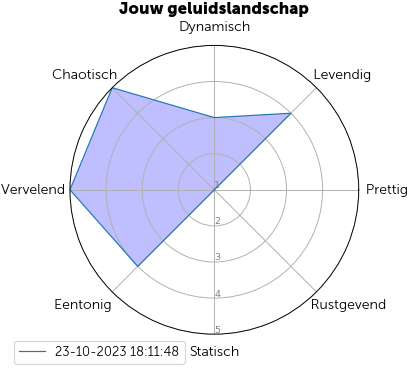 Jouw geluidslandschap
Dynamisch
Chaotisch
Levendig
Vervelend
Prettig
1
2
3
4
5
Eentonig
Rustgevend
Statisch
23-10-2023 18:11:48